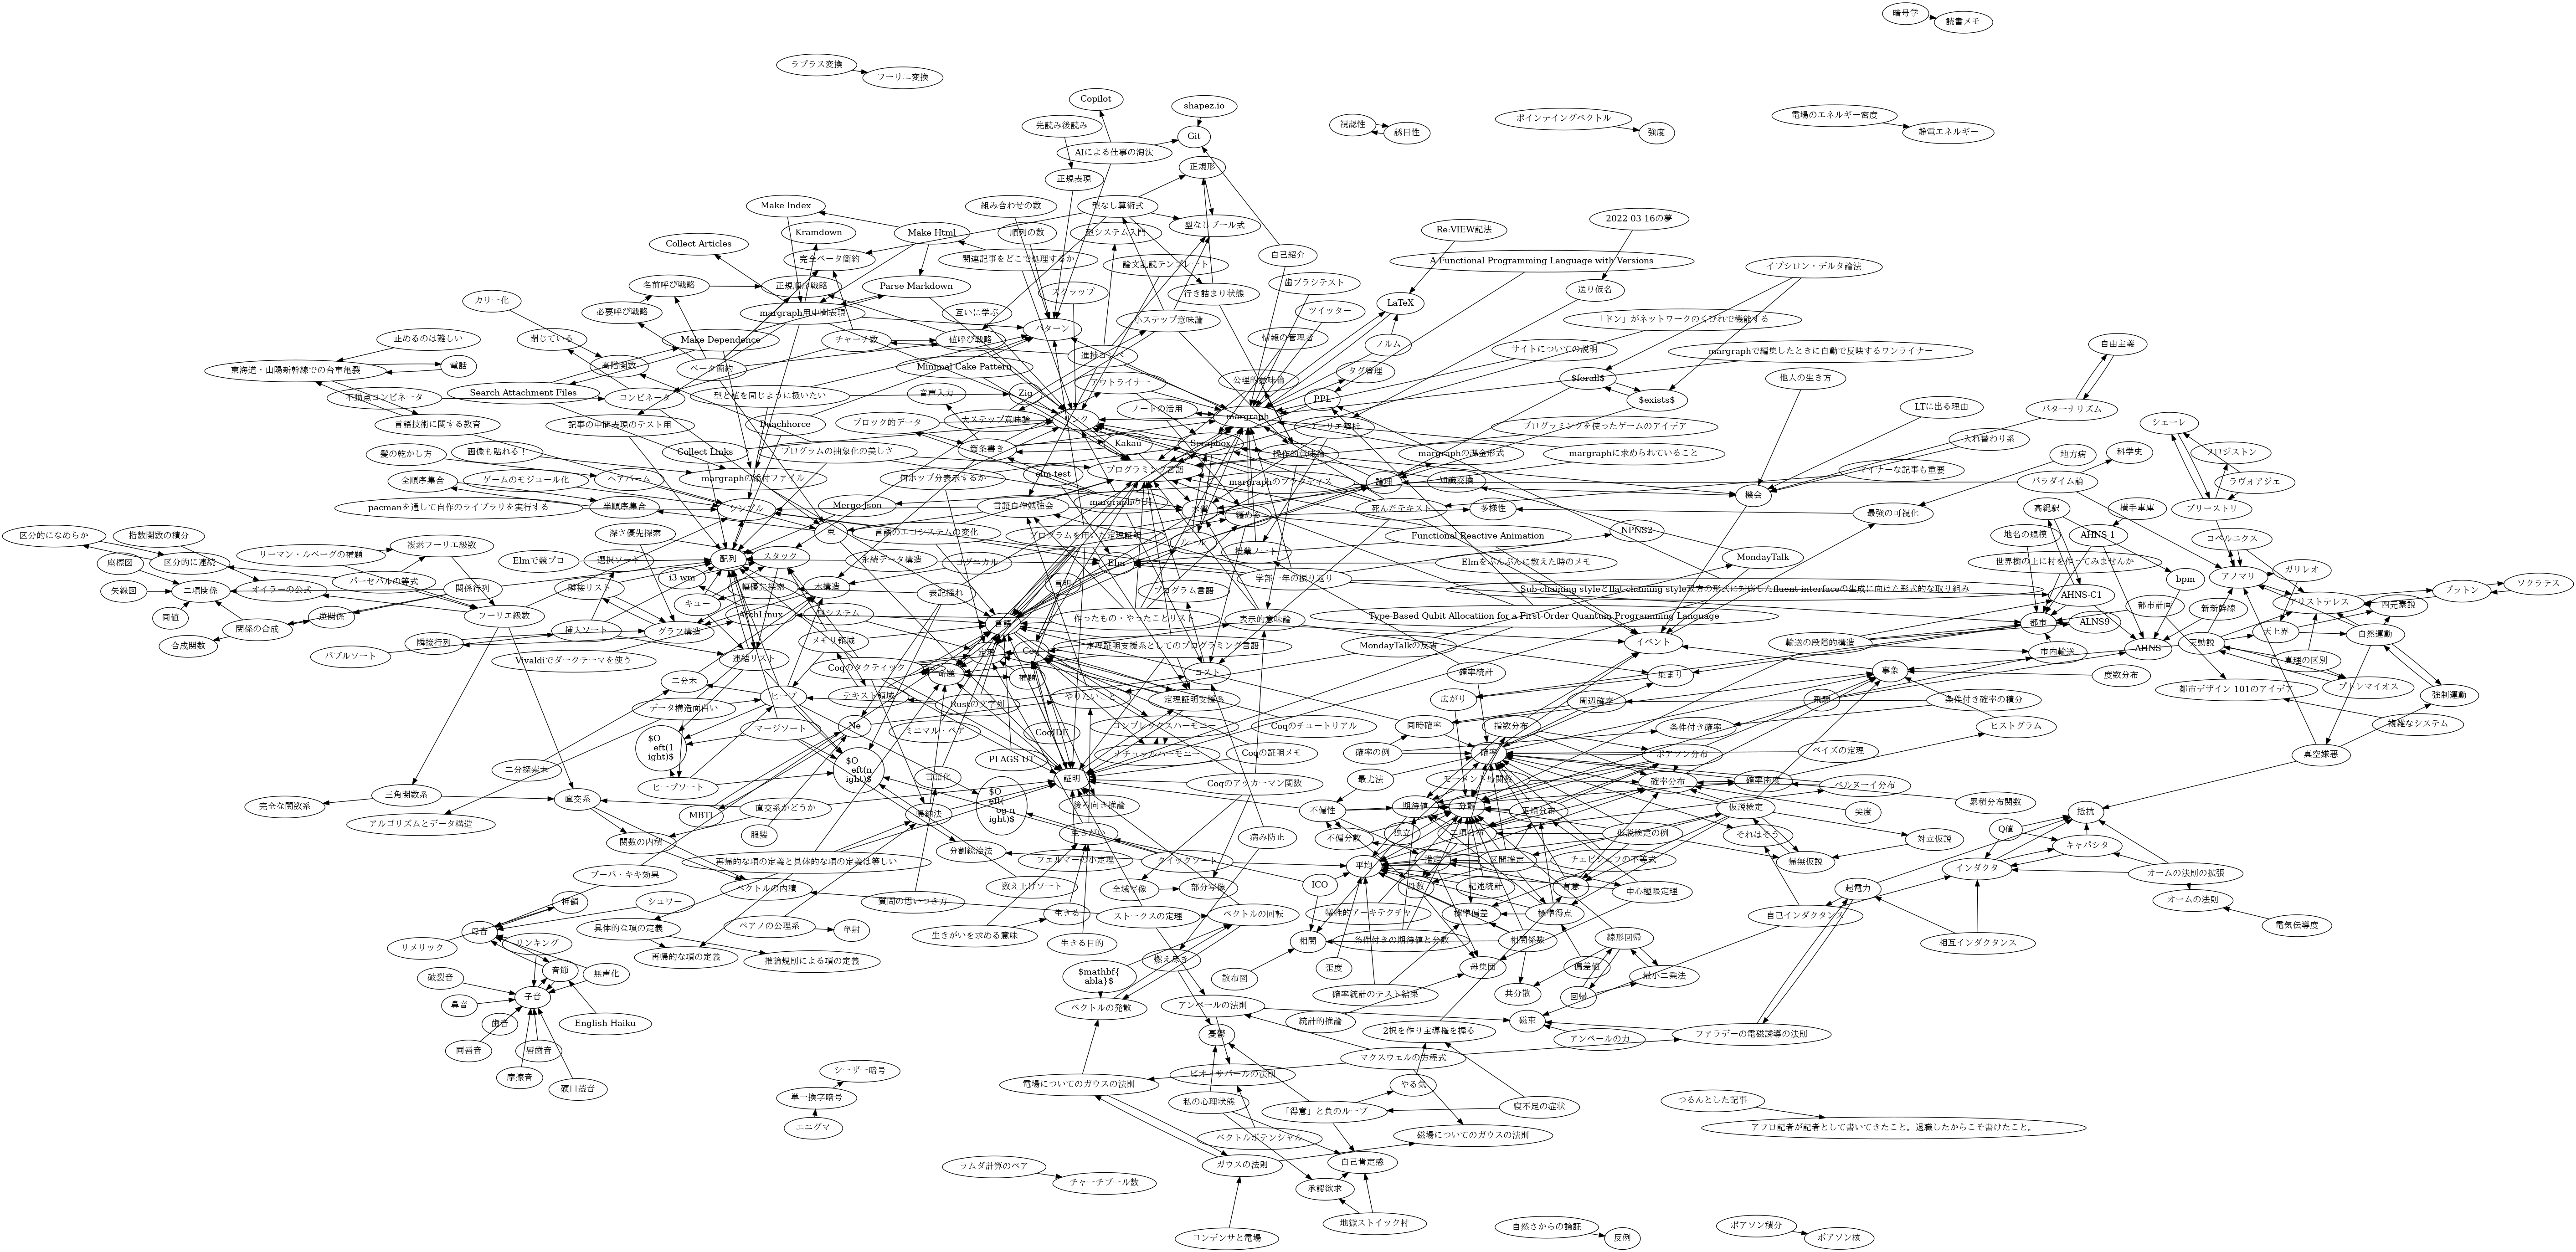 暗号学
読書メモ
ラプラス変換
フーリエ変換
Copilot
shapez.io
Git
先読み後読み
AIによる仕事の淘汰
視認性
誘目性
ポインテイングベクトル
強度
電場のエネルギー密度
静電エネルギー
正規形
正規表現
Make Index
組み合わせの数
型なし算術式
型なしブール式
2022-03-16の夢
Kramdown
Make Html
順列の数
型システム入門
Re:VIEW記法
Collect Articles
完全ベータ簡約
関連記事をどこで処理するか
論文乱読テンプレート
自己紹介
A Functional Programming Language with Versions
イプシロン・デルタ論法
名前呼び戦略
正規順序戦略
Parse Markdown
スクラップ
行き詰まり状態
歯ブラシテスト
送り仮名
カリー化
必要呼び戦略
margraph用中間表現
互いに学ぶ
小ステップ意味論
ツイッター
LaTeX
「ドン」がネットワークのくびれで機能する
パターン
止めるのは難しい
閉じている
Make Dependence
チャーチ数
値呼び戦略
情報の管理者
ノルム
サイトについての説明
margraphで編集したときに自動で反映するワンライナー
自由主義
電話
東海道・山陽新幹線での台車亀裂
高階関数
ベータ簡約
Minimal Cake Pattern
進捗コンペ
タグ管理
$forall$
他人の生き方
不動点コンビネータ
Search Attachment Files
コンビネータ
型と値を同じように扱いたい
音声入力
Zig
アウトライナー
公理的意味論
PPL
$exists$
LTに出る理由
パターナリズム
言語技術に関する教育
記事の中間表現のテスト用
Daachhorce
ブロック的データ
大ステップ意味論
ノートの活用
margraph
フーリエ解析
プログラミングを使ったゲームのアイデア
入れ替わり系
シェーレ
髪の乾かし方
画像も貼れる！
Collect Links
プログラムの抽象化の美しさ
箇条書き
Kakau
Scrapbox
操作的意味論
margraphの課金形式
margraphに求められていること
地方病
科学史
フロジストン
全順序集合
ゲームのモジュール化
ヘアバーム
margraphの添付ファイル
何ホップ分表示するか
elm-test
プログラミング言語
margraphのプラクティス
論理
知識交換
マイナーな記事も重要
パラダイム論
ラヴォアジェ
pacmanを通して自作のライブラリを実行する
半順序集合
シンプル
Merge Json
言語自作勉強会
margraphのUI
木書
纏める
死んだテキスト
多様性
機会
最強の可視化
高縄駅
横手車庫
プリーストリ
区分的になめらか
指数関数の積分
複素フーリエ級数
深さ優先探索
束
言語のエコシステムの変化
プログラムを用いた定理証明
ルール
Functional Reactive Animation
NPNS2
地名の規模
AHNS-1
コペルニクス
リーマン・ルベーグの補題
区分的に連続
Elmで競プロ
選択ソート
配列
スタック
永続データ構造
コグニカル
Elm
授業ノート
Elmをぶんぶんに教えた時のメモ
MondayTalk
世界樹の上に村を作ってみませんか
座標図
パーセバルの等式
i3-wm
幅優先探索
木構造
言明
学部一年の振り返り
bpm
アノマリ
ガリレオ
ソクラテス
矢線図
二項関係
オイラーの公式
関係行列
隣接リスト
表記揺れ
プログラム言語
Sub-chaining styleとflat chaining style双方の形式に対応したfluent interfaceの生成に向けた形式的な取り組み
AHNS-C1
プラトン
アリストテレス
四元素説
同値
逆関係
フーリエ級数
キュー
ArchLinux
型システム
作ったもの・やったことリスト
表示的意味論
Type-Based Qubit Allocatiion for a First-Order Quantum Programming Language
都市計画
新新幹線
関係の合成
挿入ソート
グラフ構造
言語
都市
ALNS9
天上界
自然運動
合成関数
隣接行列
メモリ領域
定理証明支援系としてのプログラミング言語
MondayTalkの反省
イベント
輸送の段階的構造
天動説
バブルソート
Vivaldiでダークテーマを使う
連結リスト
Coqのタクティック
Coq
市内輸送
AHNS
真理の区別
二分木
命題
補題
コスト
確率統計
集まり
事象
度数分布
都市デザイン 101のアイデア
プトレマイオス
強制運動
ヒープ
テキスト領域
やりたいこと
定理証明支援系
データ構造面白い
Rustの文字列
広がり
周辺確率
飛騨
条件付き確率の積分
複雑なシステム
マージソート
Ne
ミニマル・ペア
コンプレックスハーモニー
Coqのチュートリアル
同時確率
指数分布
条件付き確率
ヒストグラム
$O
eft(1
ight)$
CoqIDE
ナチュラルハーモニー
Coqの証明メモ
確率の例
確率
ポアソン分布
ベイズの定理
真空嫌悪
二分探索木
$O
eft(n
ight)$
PLAGS UT
証明
Coqのアッカーマン関数
最尤法
モーメント母関数
確率分布
確率密度
ベルヌーイ分布
ヒープソート
言語化
三角関数系
完全な関数系
直交系
直交系かどうか
$O
eft(
og n
ight)$
後ろ向き推論
不偏性
期待値
分散
正規分布
仮説検定
尖度
累積分布関数
アルゴリズムとデータ構造
MBTI
帰納法
生きがい
病み防止
不偏分散
独立
二項分布
仮説検定の例
それはそう
対立仮説
Q値
抵抗
関数の内積
服装
分割統治法
フェルマーの小定理
クイックソート
平均
推定
区間推定
チェビシェフの不等式
帰無仮説
キャパシタ
再帰的な項の定義と具体的な項の定義は等しい
インダクタ
オームの法則の拡張
ブーバ・キキ効果
ベクトルの内積
数え上げソート
全域写像
部分写像
ICO
母数
記述統計
有意
中心極限定理
起電力
オームの法則
押韻
シュワー
質問の思いつき方
生きる
ストークスの定理
ベクトルの回転
犠牲的アーキテクチャ
標準偏差
標準得点
自己インダクタンス
電気伝導度
母音
具体的な項の定義
ペアノの公理系
単射
生きがいを求める意味
生きる目的
相関
条件付きの期待値と分散
相関係数
線形回帰
相互インダクタンス
リメリック
リンキング
再帰的な項の定義
推論規則による項の定義
燃え尽き
散布図
歪度
母集団
偏差値
最小二乗法
破裂音
音節
無声化
$mathbf{
abla}$
確率統計のテスト結果
共分散
回帰
鼻音
子音
ベクトルの発散
アンペールの法則
統計的推論
磁束
歯音
English Haiku
憂鬱
2択を作り主導権を握る
アンペールの力
ファラデーの電磁誘導の法則
両唇音
唇歯音
マクスウェルの方程式
摩擦音
硬口蓋音
シーザー暗号
電場についてのガウスの法則
ビオ・サバールの法則
やる気
単一換字暗号
私の心理状態
「得意」と負のループ
寝不足の症状
つるんとした記事
エニグマ
ベクトルポテンシャル
磁場についてのガウスの法則
アフロ記者が記者として書いてきたこと。退職したからこそ書けたこと。
ラムダ計算のペア
チャーチブール数
ガウスの法則
自己肯定感
承認欲求
地獄ストイック村
コンデンサと電場
自然さからの論証
反例
ポアソン積分
ポアソン核